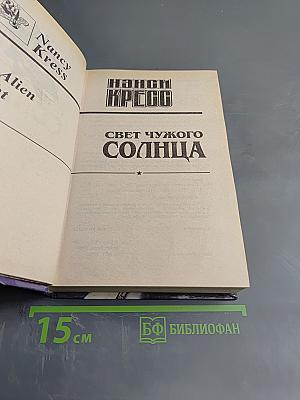 Nancy
Kress
Alien
НЭНСИ
КРЕСС
СВЕТ ЧУЖОГО
СОЛНЦА
15 см
БФ БИБЛИОФАН